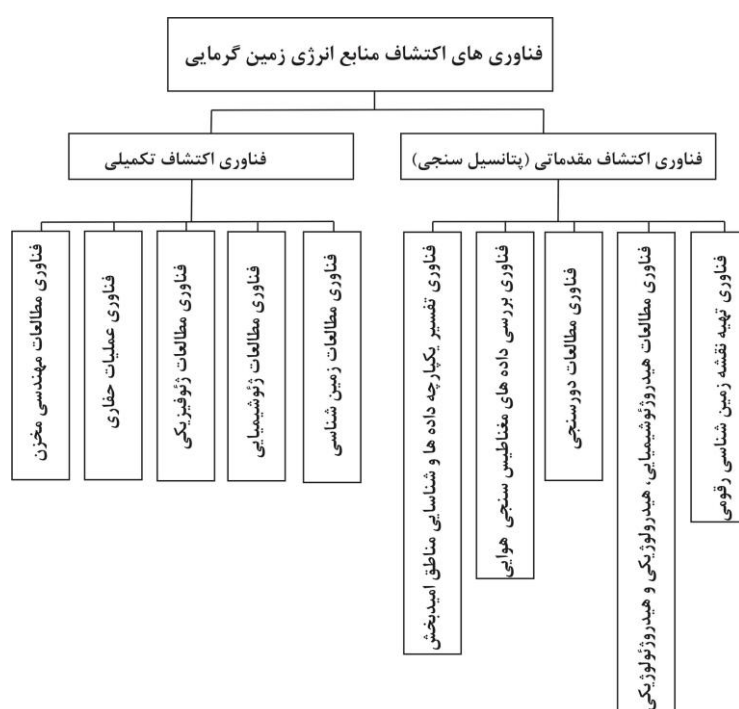 فناوری های اکتشاف منابع انرژی زمین گرمایی
فناوری اکتشاف مقدماتی (پتانسیل سنجی)
فناوری اکتشاف تکمیلی
فناوری تهیه نقشه زمین شناسی رقومی
فناوری مطالعات هیدروژئوشیمیایی، هیدرولوژیکی و هیدروژئولوژیکی
فناوری مطالعات دورسنجی
فناوری بررسی داده های مغناطیس سنجی هوایی
فناوری تفسیر یکپارچه داده ها و شناسایی مناطق امیدبخش
فناوری مطالعات زمین شناسی
فناوری مطالعات ژئوشیمیایی
فناوری مطالعات ژئوفیزیکی
فناوری عملیات حفاری
فناوری مطالعات مهندسی مخزن